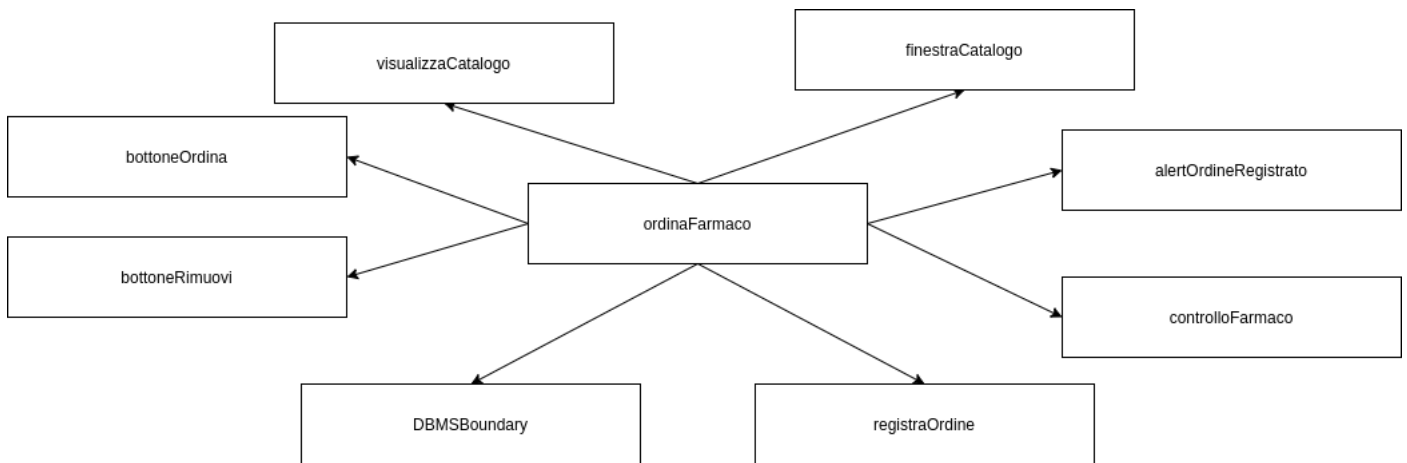 finestraCatalogo
visualizzaCatalogo
bottoneOrdina
alertOrdineRegistrato
ordinaFarmaco
bottoneRimuovi
controlloFarmaco
DBMSBoundary
registraOrdine